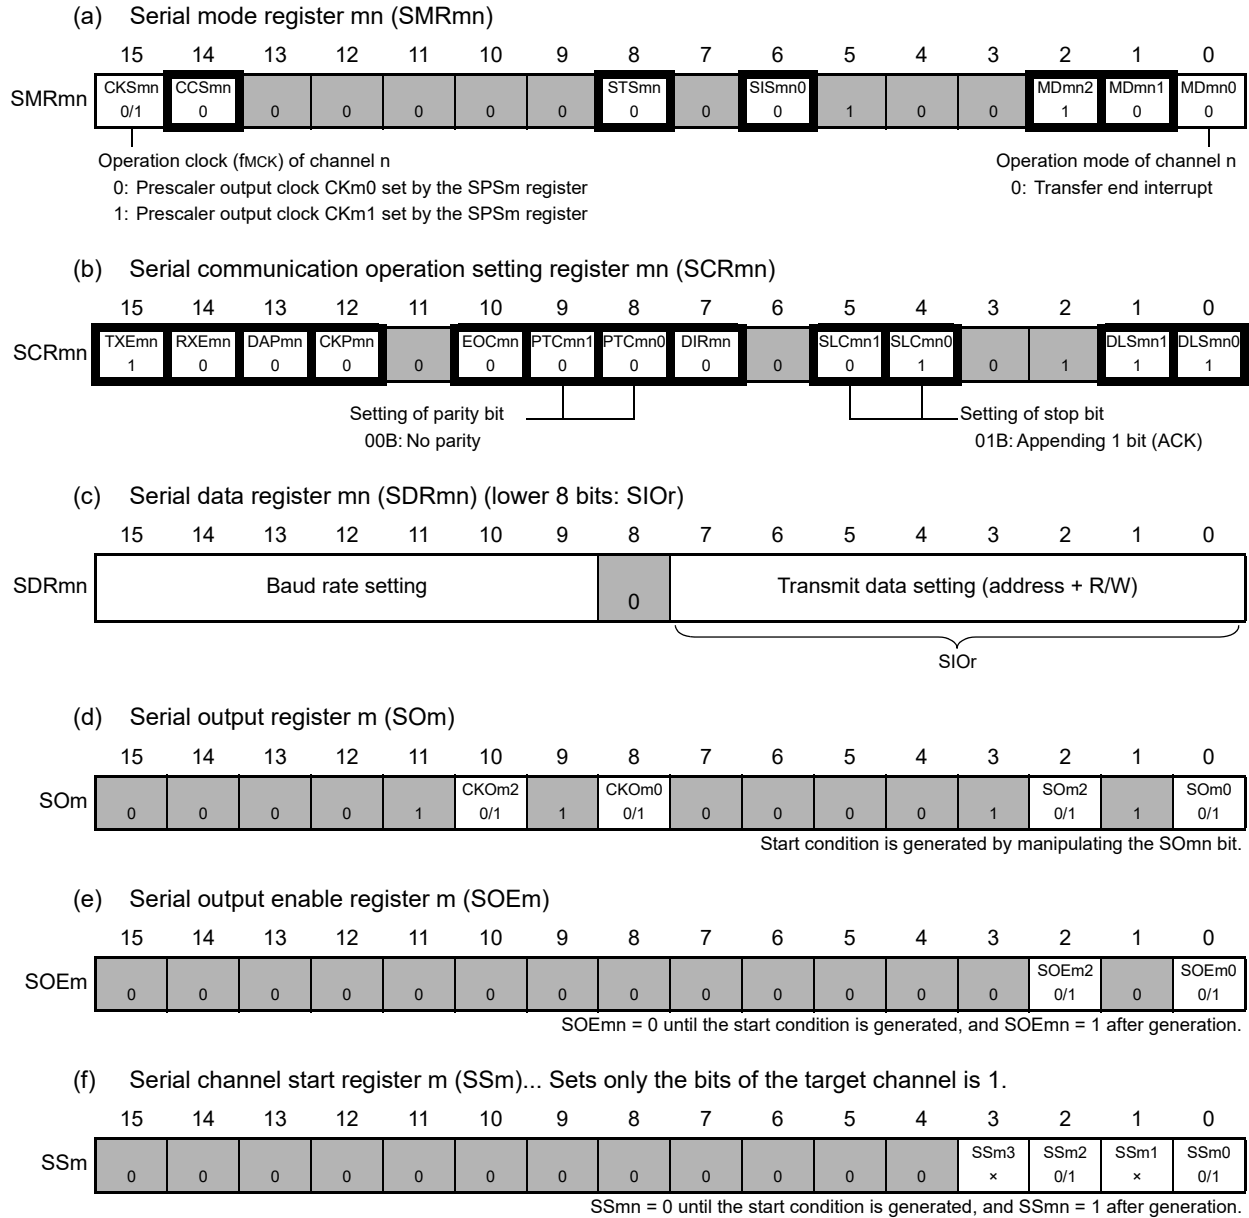 (a) Serial mode register mn (SMRmn)
15 14 13 12 11 10 9 8 7 6 5 4 3 2 1 0
CKSmn CCSmn STSmn SISmn0 MDmn2 MDmn1 MDmn0
SMRmn
0/1 0 0 0 0 0 0 0 0 0 1 0 0 1 0 0
Operation clock (fMCK) of channel n Operation mode of channel n
0: Prescaler output clock CKm0 set by the SPSm register 0: Transfer end interrupt
1: Prescaler output clock CKm1 set by the SPSm register
(b) Serial communication operation setting register mn (SCRmn)
15 14 13 12 11 10 9 8 7 6 5 4 3 2 1 0
TXEmn RXEmn DAPmn CKPmn EOCmn PTCmn1 PTCmn0 DIRmn SLCmn1 SLCmn0 DLSmn1 DLSmn0
SCRmn
1 0 0 0 0 0 0 0 0 0 0 1 0 1 1 1
Setting of parity bit Setting of stop bit
00B: No parity 01B: Appending 1 bit (ACK)
(c) Serial data register mn (SDRmn) (lower 8 bits: SIOr)
15 14 13 12 11 10 9 8 7 6 5 4 3 2 1 0
SDRmn Baud rate setting 0 Transmit data setting (address + R/W)
SIOr
(d) Serial output register m (SOm)
15 14 13 12 11 10 9 8 7 6 5 4 3 2 1 0
CKOm2 CKOm0 SOm2 SOm0
SOm
0 0 0 0 1 0/1 1 0/1 0 0 0 0 1 0/1 1 0/1
Start condition is generated by manipulating the SOmn bit.
(e) Serial output enable register m (SOEm)
15 14 13 12 11 10 9 8 7 6 5 4 3 2 1 0
SOEm2 SOEm0
SOEm
0 0 0 0 0 0 0 0 0 0 0 0 0 0/1 0 0/1
SOEmn = 0 until the start condition is generated, and SOEmn = 1 after generation.
(f) Serial channel start register m (SSm)... Sets only the bits of the target channel is 1.
15 14 13 12 11 10 9 8 7 6 5 4 3 2 1 0
SSm3 SSm2 SSm1 SSm0
SSm
0 0 0 0 0 0 0 0 0 0 0 0 × 0/1 × 0/1
SSmn = 0 until the start condition is generated, and SSmn = 1 after generation.